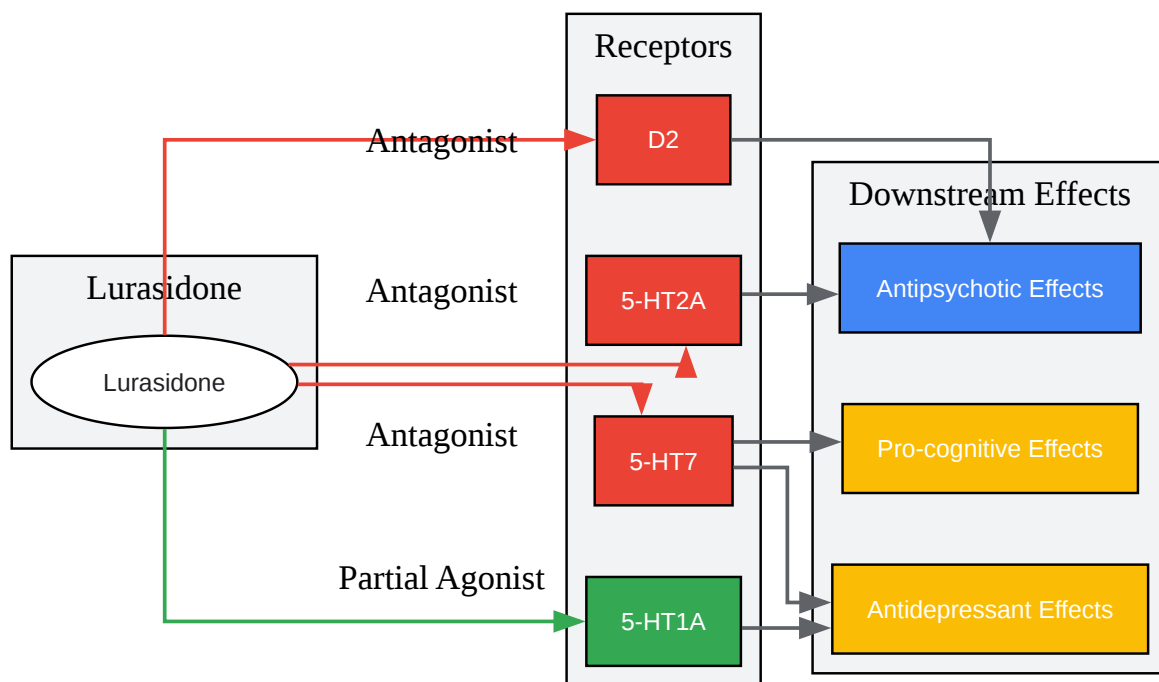 Receptors
Antagonist
D2
Downstream Effects
Lurasidone
Antagonist
5-HT2A
Antipsychotic Effects
Lurasidone
Antagonist
5-HT7
Pro-cognitive Effects
Partial Agonist
5-HT1A
Antidepressant Effects